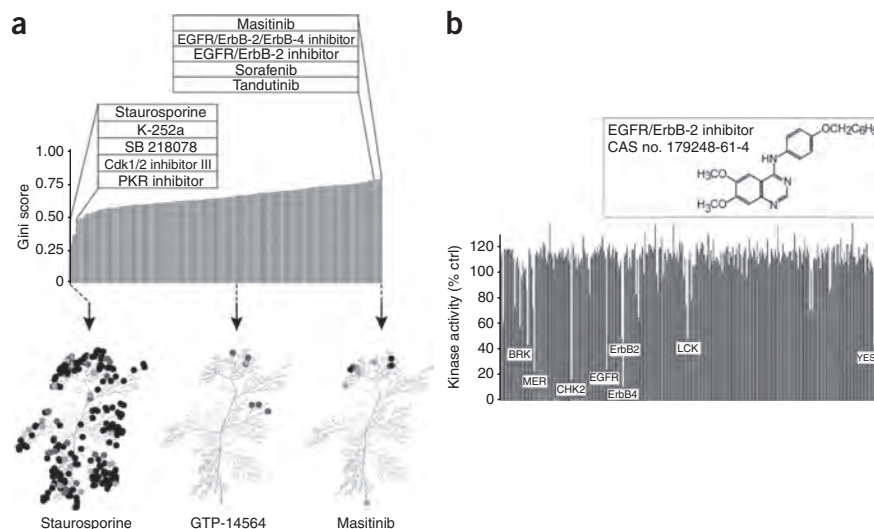 a
Masitinib
EGFR/ErbB-2/ErbB-4 inhibitor
EGFR/ErbB-2 inhibitor
Sorafenib
Tandutinib
Staurosporine
K-252a
SB 218078
Cdk1/2 inhibitor III
PKR inhibitor
1.00
0.75
0.50
0.25
0
Gini score
Staurosporine
GTP-14564
Masitinib
b
EGFR/ErbB-2 inhibitor
CAS no. 179248-61-4
OCH₂C₆H₅
HN
H₃CO
N
H₃CO
N
120
100
80
60
40
20
0
Kinase activity (% ctrl)
BRK
MER
CHK2
EGFR
ErbB2
ErbB4
LCK
YES